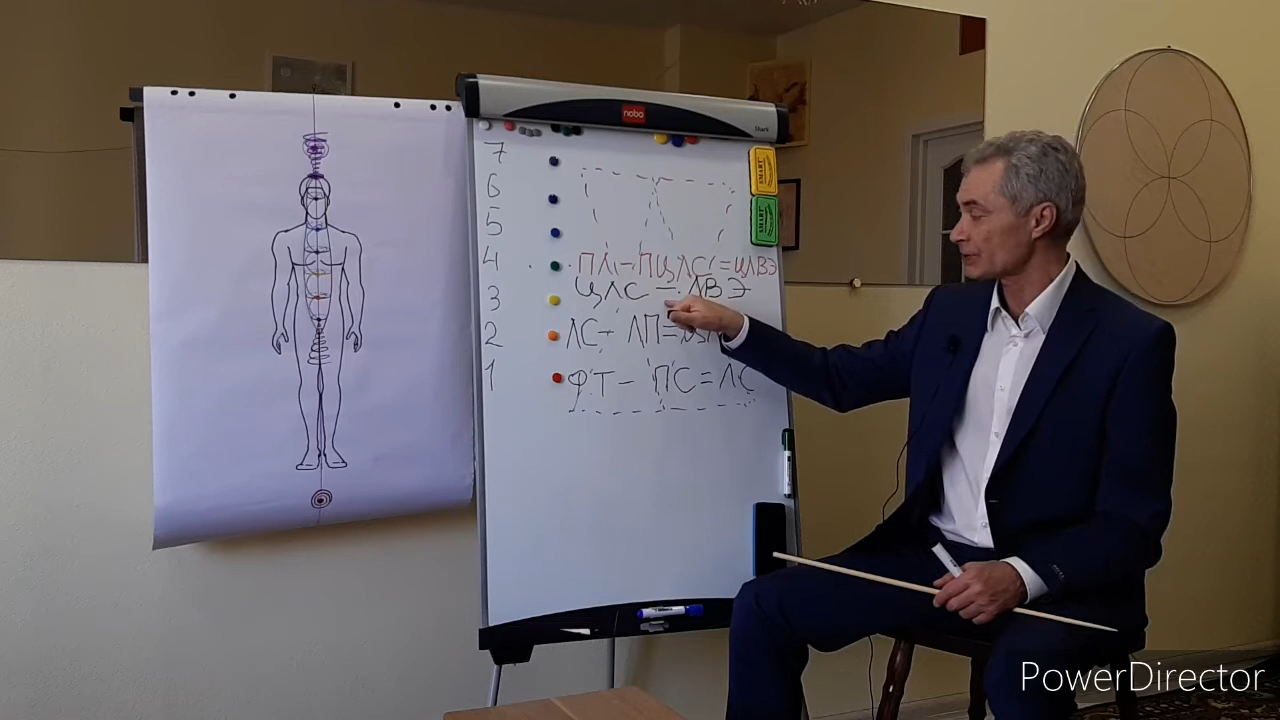 nobo
Shark
7
6
5
4 ПЛ-ПЦЛС=ЦЛВЭ
3 ЦЛС - ЛВЭ
2 ЛС+ ЛП=
1 ФТ - ПС = ЛС
SMART
SMART
PowerDirector